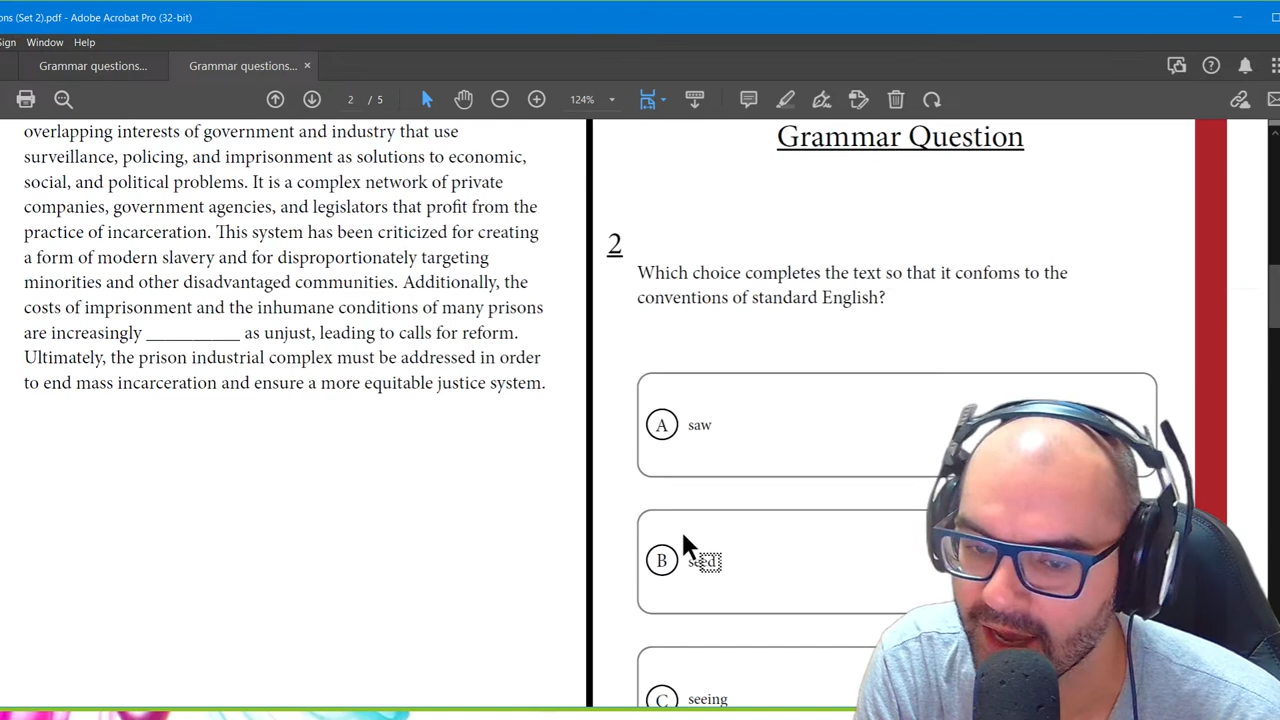 ons (Set 2).pdf - Adobe Acrobat Pro (32-bit)
Sign Window Help
Grammar questions... Grammar questions... ×
2 / 5 124%
overlapping interests of government and industry that use
surveillance, policing, and imprisonment as solutions to economic,
social, and political problems. It is a complex network of private
companies, government agencies, and legislators that profit from the
practice of incarceration. This system has been criticized for creating
a form of modern slavery and for disproportionately targeting
minorities and other disadvantaged communities. Additionally, the
costs of imprisonment and the inhumane conditions of many prisons
are increasingly __________ as unjust, leading to calls for reform.
Ultimately, the prison industrial complex must be addressed in order
to end mass incarceration and ensure a more equitable justice system.
Grammar Question
2
Which choice completes the text so that it confoms to the
conventions of standard English?
A saw
B seed
C seeing